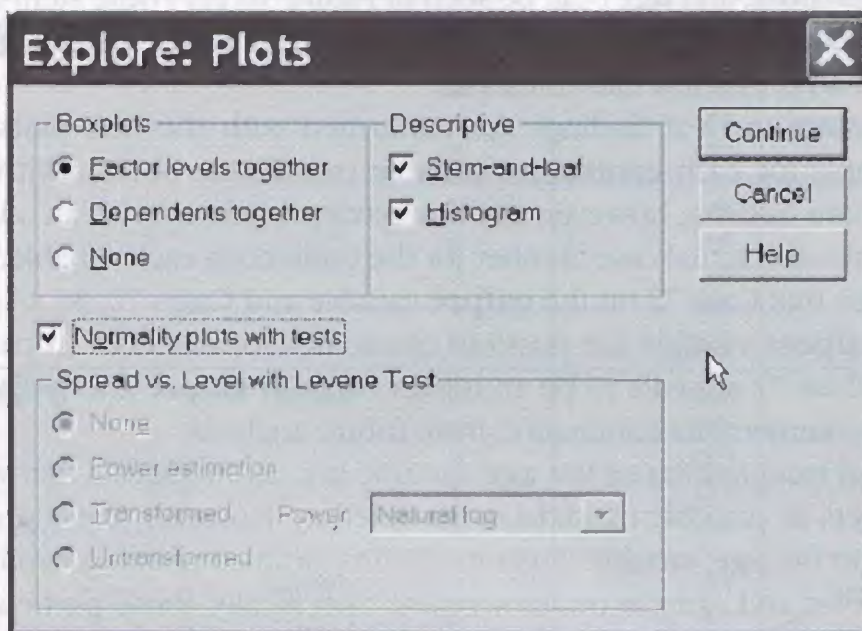 Explore: Plots
Boxplots
Factor levels together
Dependents together
None
Descriptive
Stem-and-leaf
Histogram
Continue
Cancel
Help
Normality plots with tests
Spread vs. Level with Levene Test
None
Power estimation
Transformed Power Natural log
Untransformed